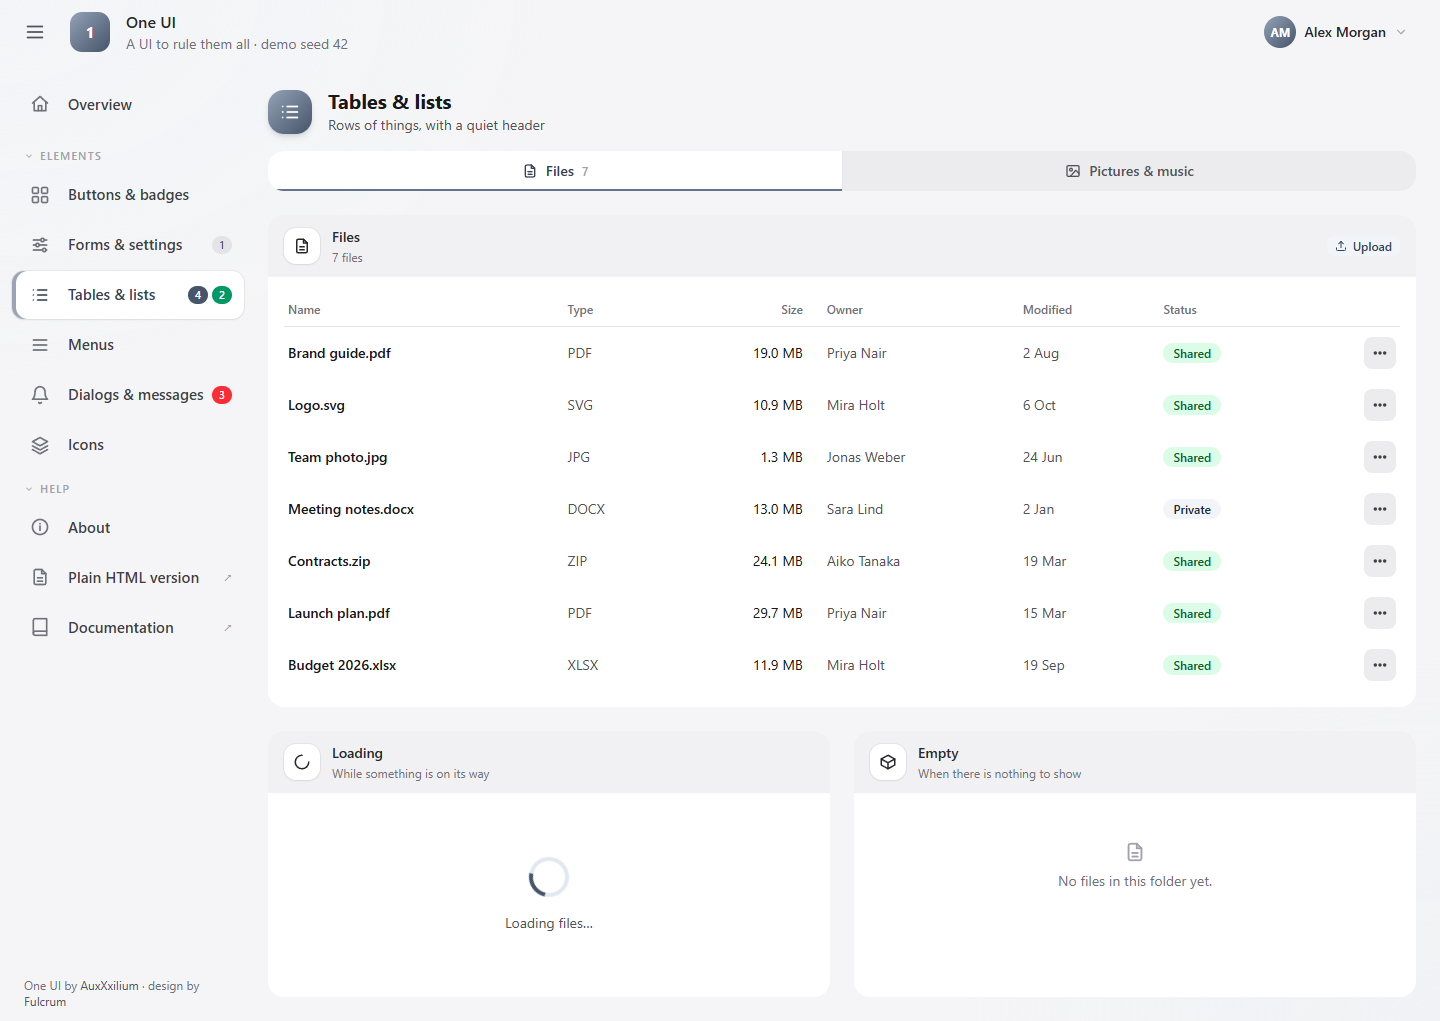 1
One UI
A UI to rule them all · demo seed 42
AM
Alex Morgan
Overview
ELEMENTS
Buttons & badges
Forms & settings 1
Tables & lists 4 2
Menus
Dialogs & messages 3
Icons
HELP
About
Plain HTML version ↗
Documentation ↗
One UI by AuxXxilium · design by
Fulcrum
Tables & lists
Rows of things, with a quiet header
Files 7
Pictures & music
Files
7 files
Upload
Name Type Size Owner Modified Status
Brand guide.pdf PDF 19.0 MB Priya Nair 2 Aug Shared
Logo.svg SVG 10.9 MB Mira Holt 6 Oct Shared
Team photo.jpg JPG 1.3 MB Jonas Weber 24 Jun Shared
Meeting notes.docx DOCX 13.0 MB Sara Lind 2 Jan Private
Contracts.zip ZIP 24.1 MB Aiko Tanaka 19 Mar Shared
Launch plan.pdf PDF 29.7 MB Priya Nair 15 Mar Shared
Budget 2026.xlsx XLSX 11.9 MB Mira Holt 19 Sep Shared
Loading
While something is on its way
Loading files…
Empty
When there is nothing to show
No files in this folder yet.